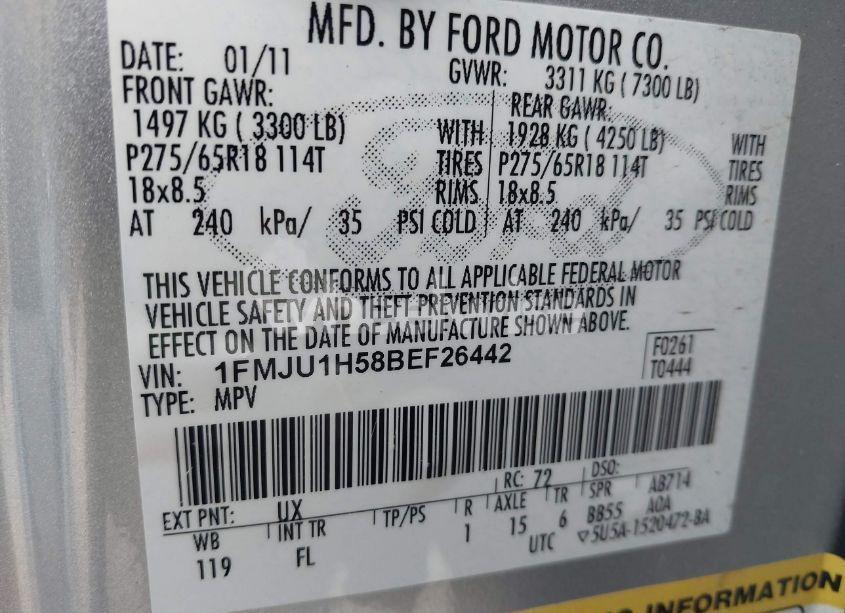 MFD. BY FORD MOTOR CO.
DATE: 01/11 GVWR: 3311 KG ( 7300 LB)
FRONT GAWR: REAR GAWR:
1497 KG ( 3300 LB) WITH 1928 KG ( 4250 LB) WITH
P275/65R18 114T TIRES P275/65R18 114T TIRES
18x8.5 RIMS 18x8.5 RIMS
AT 240 kPa/ 35 PSI COLD AT 240 kPa/ 35 PSI COLD
Ford
THIS VEHICLE CONFORMS TO ALL APPLICABLE FEDERAL MOTOR
VEHICLE SAFETY AND THEFT PREVENTION STANDARDS IN
EFFECT ON THE DATE OF MANUFACTURE SHOWN ABOVE.
VIN: 1FMJU1H58BEF26442 F0261
TYPE: MPV T0444
RC: 72 DSO:
EXT PNT: UX TP/PS R AXLE TR SPR AB714
WB INT TR 1 15 6 BB55 AOA
119 FL UTC ▽5U5A-1520472-BA
INFORMATION